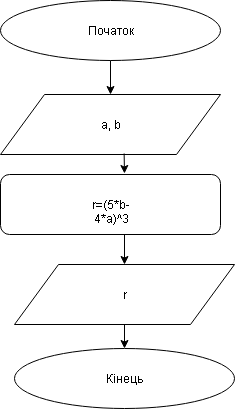 Початок
a, b
r=(5*b-
4*a)^3
r
Кінець